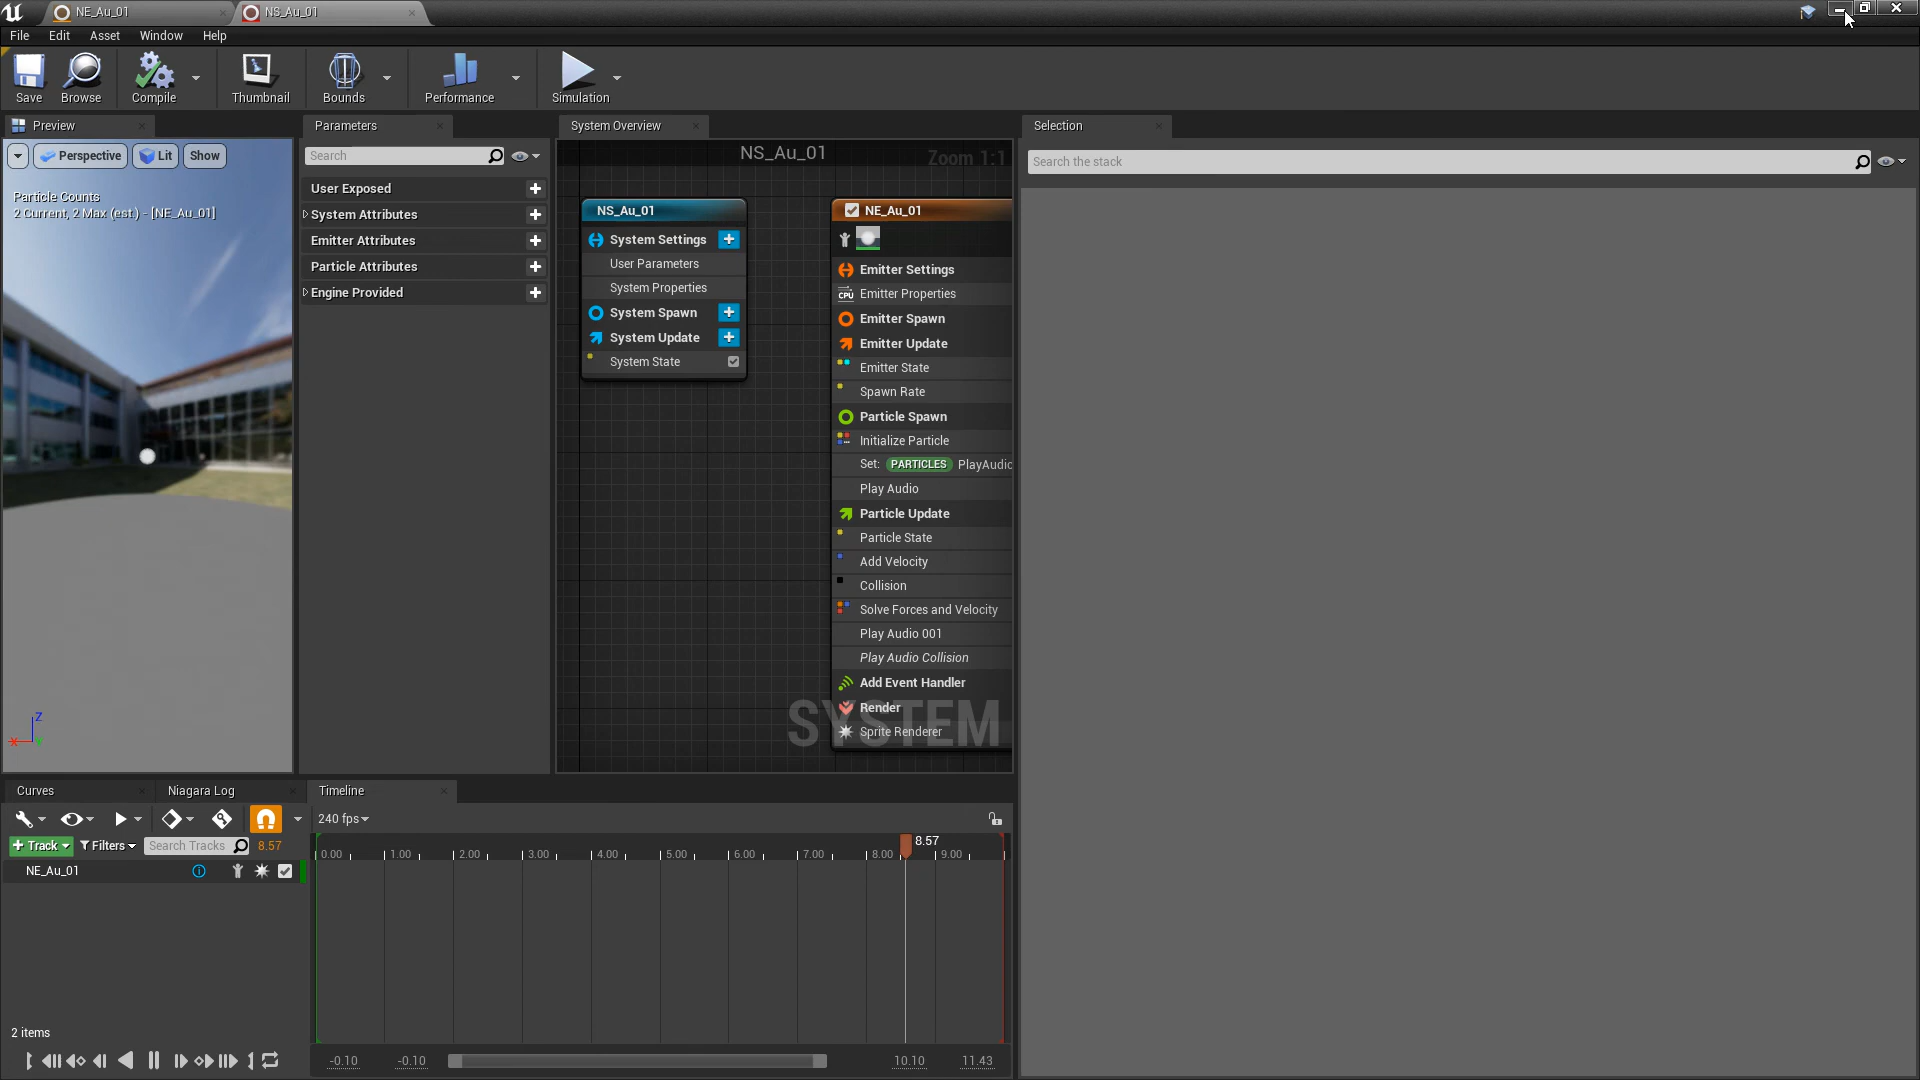 NE_Au_01
NS_Au_01
File Edit Asset Window Help
Save Browse Compile Thumbnail Bounds Performance Simulation
Preview
Perspective Lit Show
Particle Counts
2 Current, 2 Max (est.) - [NE_Au_01]
Z
X
Parameters
Search
User Exposed
System Attributes
Emitter Attributes
Particle Attributes
Engine Provided
System Overview
NS_Au_01
Zoom 1:1
NS_Au_01
System Settings
User Parameters
System Properties
System Spawn
System Update
System State
NE_Au_01
Emitter Settings
CPU Emitter Properties
Emitter Spawn
Emitter Update
Emitter State
Spawn Rate
Particle Spawn
Initialize Particle
Set: PARTICLES PlayAudio
Play Audio
Particle Update
Particle State
Add Velocity
Collision
Solve Forces and Velocity
Play Audio 001
Play Audio Collision
Add Event Handler
Render
Sprite Renderer
SYSTEM
Selection
Search the stack
Curves
Niagara Log
Timeline
240 fps
+ Track Filters Search Tracks 8.57
8.57
0.00 1.00 2.00 3.00 4.00 5.00 6.00 7.00 8.00 9.00
NE_Au_01
2 items
-0.10 -0.10 10.10 11.43